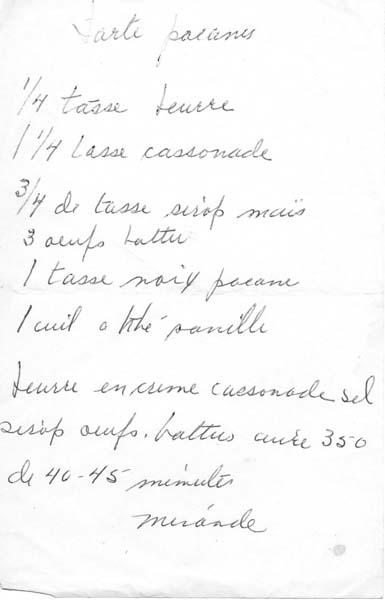 Tarte pacanes
1/4 tasse beurre
1 1/4 tasse cassonade
3/4 de tasse sirop maïs
3 oeufs battu
1 tasse noix pacane
1 cuil a thé vanille
beurre en creme cassonade sel
sirop oeufs. battus cuire 350
de 40-45 minutes